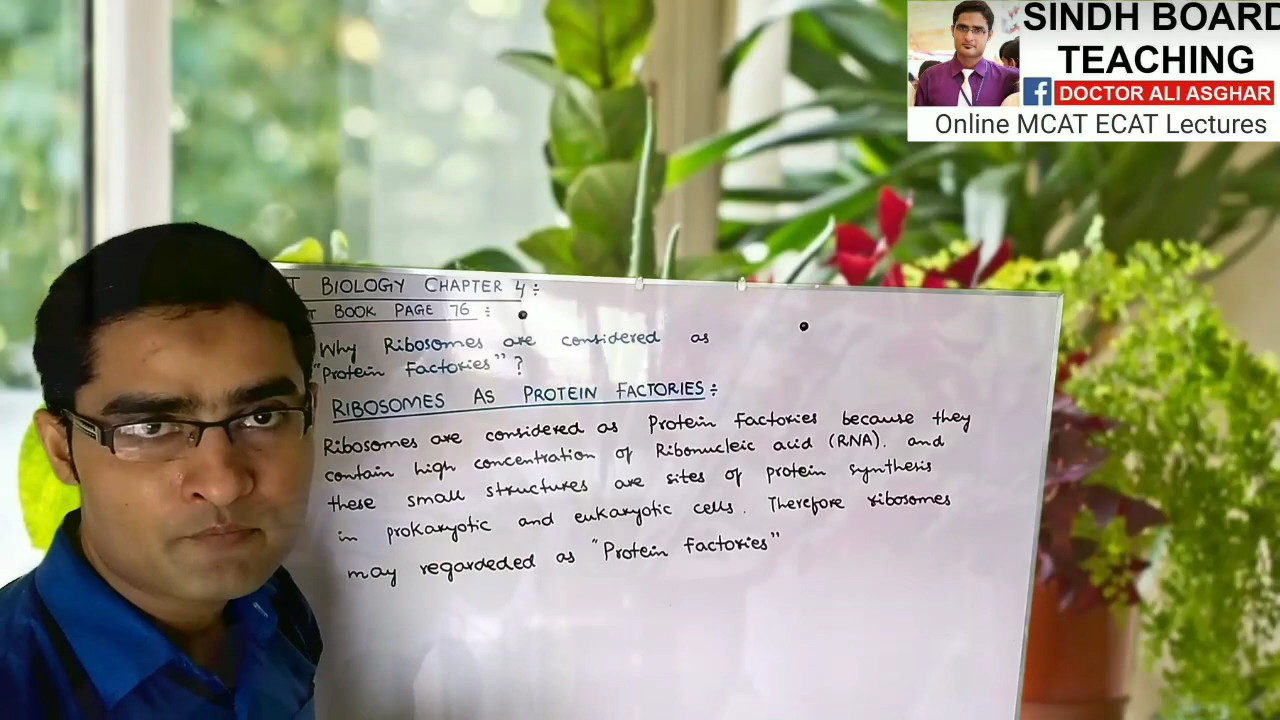 SINDH BOARD
TEACHING
f DOCTOR ALI ASGHAR
Online MCAT ECAT Lectures
T BIOLOGY CHAPTER 4 :
T BOOK PAGE 76 :
Why Ribosomes are considered as
"Protein Factories" ?
RIBOSOMES AS PROTEIN FACTORIES :
Ribosomes are considered as Protein factories because they
contain high concentration of Ribonucleic acid (RNA). and
these small structures are sites of protein synthesis
in prokaryotic and eukaryotic cells. Therefore ribosomes
may regardeded as "Protein factories"